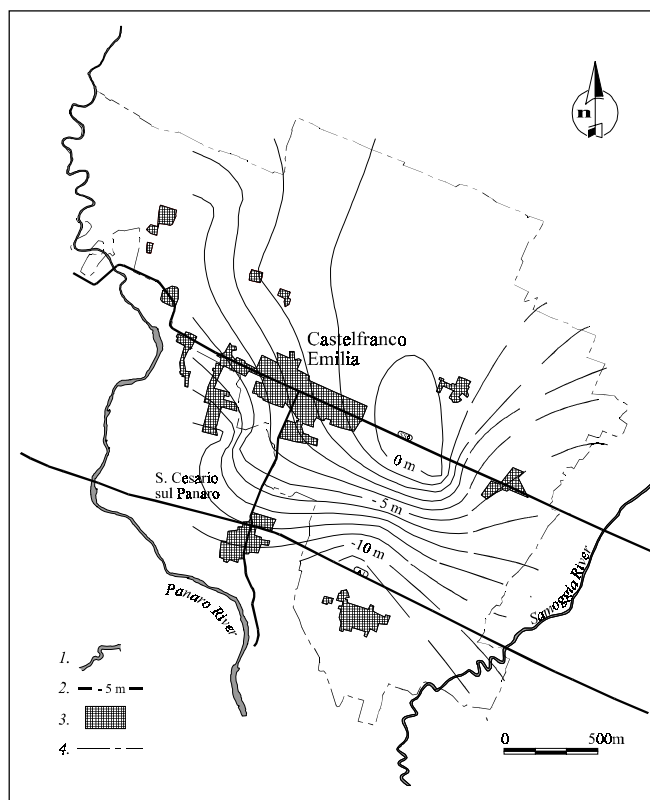 n
Castelfranco
Emilia
0 m
S. Cesario
sul Panaro
- 5 m
-10 m
Panaro River
Samoggia River
1.
2. - 5 m
3.
4.
0 500m